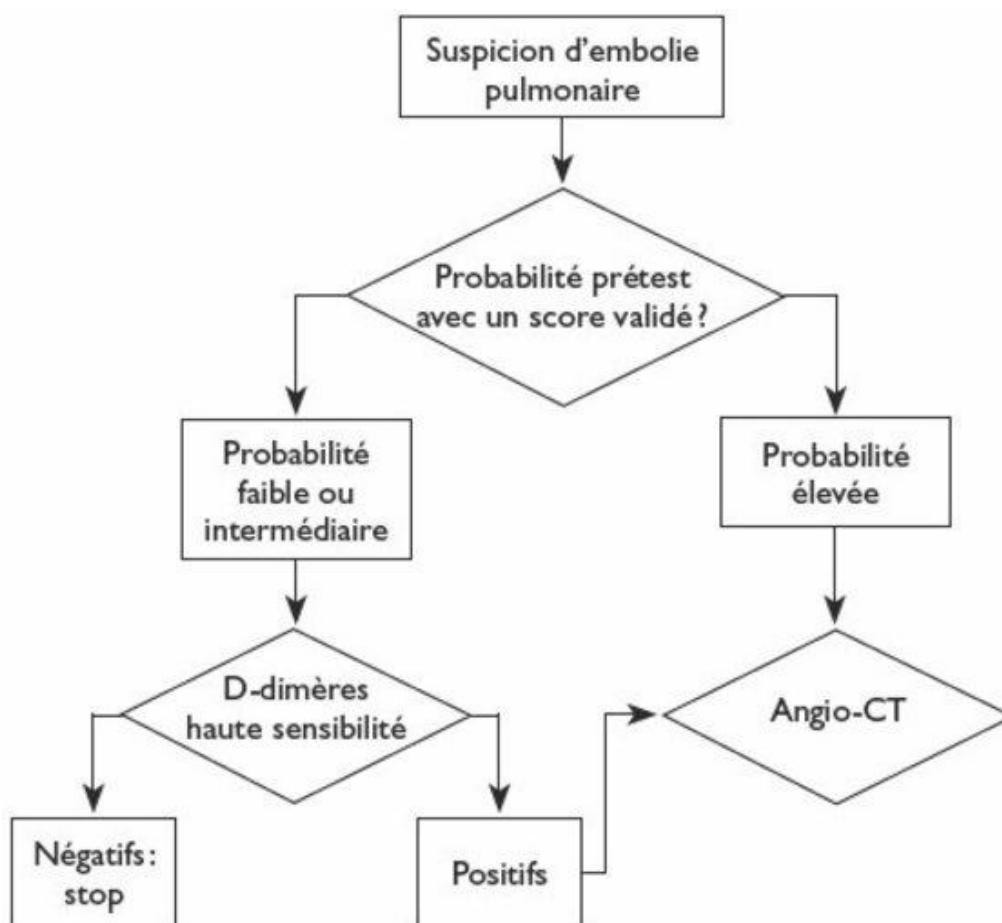 Suspicion d'embolie
pulmonaire
Probabilité prétest
avec un score validé ?
Probabilité
faible ou
intermédiaire
Probabilité
élevée
D-dimères
haute sensibilité
Angio-CT
Négatifs :
stop
Positifs